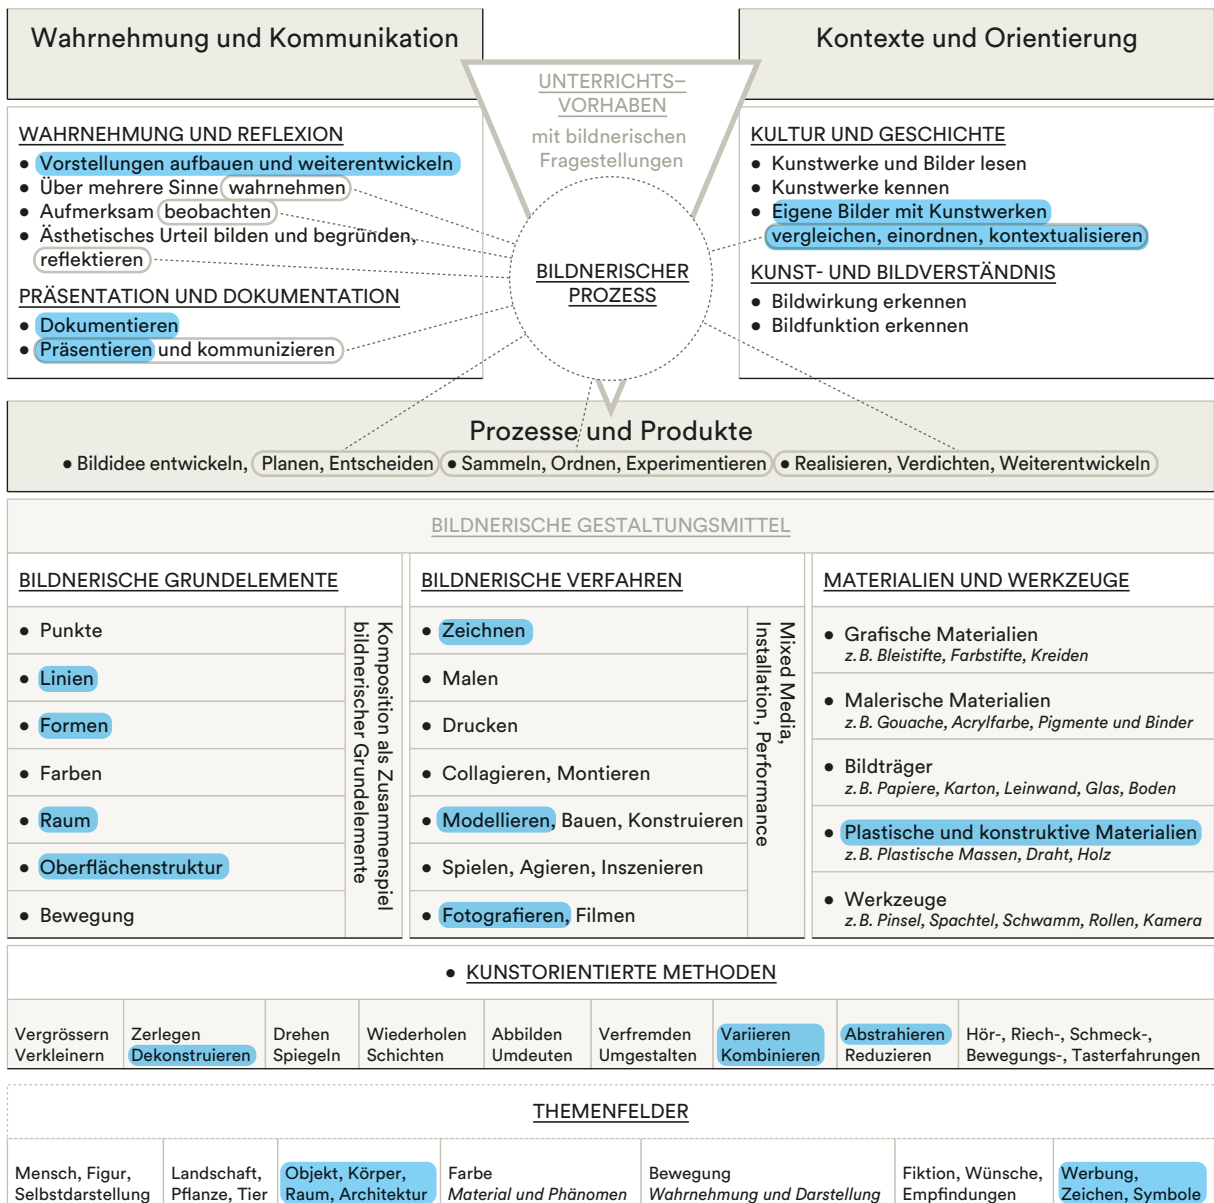 Wahrnehmung und Kommunikation
Kontexte und Orientierung
UNTERRICHTS–
VORHABEN
mit bildnerischen
Fragestellungen
WAHRNEHMUNG UND REFLEXION
• Vorstellungen aufbauen und weiterentwickeln
• Über mehrere Sinne wahrnehmen
• Aufmerksam beobachten
• Ästhetisches Urteil bilden und begründen,
reflektieren
PRÄSENTATION UND DOKUMENTATION
• Dokumentieren
• Präsentieren und kommunizieren
BILDNERISCHER
PROZESS
KULTUR UND GESCHICHTE
• Kunstwerke und Bilder lesen
• Kunstwerke kennen
• Eigene Bilder mit Kunstwerken
vergleichen, einordnen, kontextualisieren
KUNST- UND BILDVERSTÄNDNIS
• Bildwirkung erkennen
• Bildfunktion erkennen
Prozesse und Produkte
• Bildidee entwickeln, Planen, Entscheiden • Sammeln, Ordnen, Experimentieren • Realisieren, Verdichten, Weiterentwickeln
BILDNERISCHE GESTALTUNGSMITTEL
BILDNERISCHE GRUNDELEMENTE
• Punkte
• Linien
• Formen
• Farben
• Raum
• Oberflächenstruktur
• Bewegung
Komposition als Zusammenspiel
bildnerischer Grundelemente
BILDNERISCHE VERFAHREN
• Zeichnen
• Malen
• Drucken
• Collagieren, Montieren
• Modellieren, Bauen, Konstruieren
• Spielen, Agieren, Inszenieren
• Fotografieren, Filmen
Mixed Media,
Installation, Performance
MATERIALIEN UND WERKZEUGE
• Grafische Materialien
z. B. Bleistifte, Farbstifte, Kreiden
• Malerische Materialien
z. B. Gouache, Acrylfarbe, Pigmente und Binder
• Bildträger
z. B. Papiere, Karton, Leinwand, Glas, Boden
• Plastische und konstruktive Materialien
z. B. Plastische Massen, Draht, Holz
• Werkzeuge
z. B. Pinsel, Spachtel, Schwamm, Rollen, Kamera
• KUNSTORIENTIERTE METHODEN
Vergrössern
Verkleinern
Zerlegen
Dekonstruieren
Drehen
Spiegeln
Wiederholen
Schichten
Abbilden
Umdeuten
Verfremden
Umgestalten
Variieren
Kombinieren
Abstrahieren
Reduzieren
Hör-, Riech-, Schmeck-,
Bewegungs-, Tasterfahrungen
THEMENFELDER
Mensch, Figur,
Selbstdarstellung
Landschaft,
Pflanze, Tier
Objekt, Körper,
Raum, Architektur
Farbe
Material und Phänomen
Bewegung
Wahrnehmung und Darstellung
Fiktion, Wünsche,
Empfindungen
Werbung,
Zeichen, Symbole